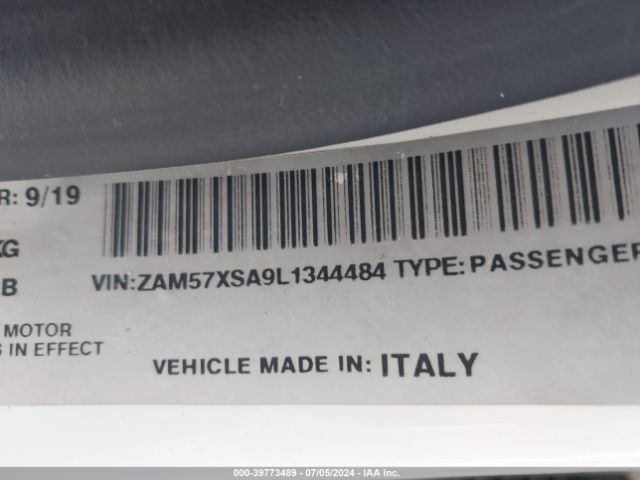 R: 9/19
KG
B
VIN:ZAM57XSA9L1344484 TYPE:PASSENGER
MOTOR
IN EFFECT
VEHICLE MADE IN: ITALY
000-39773489 - 07/05/2024 - IAA Inc.